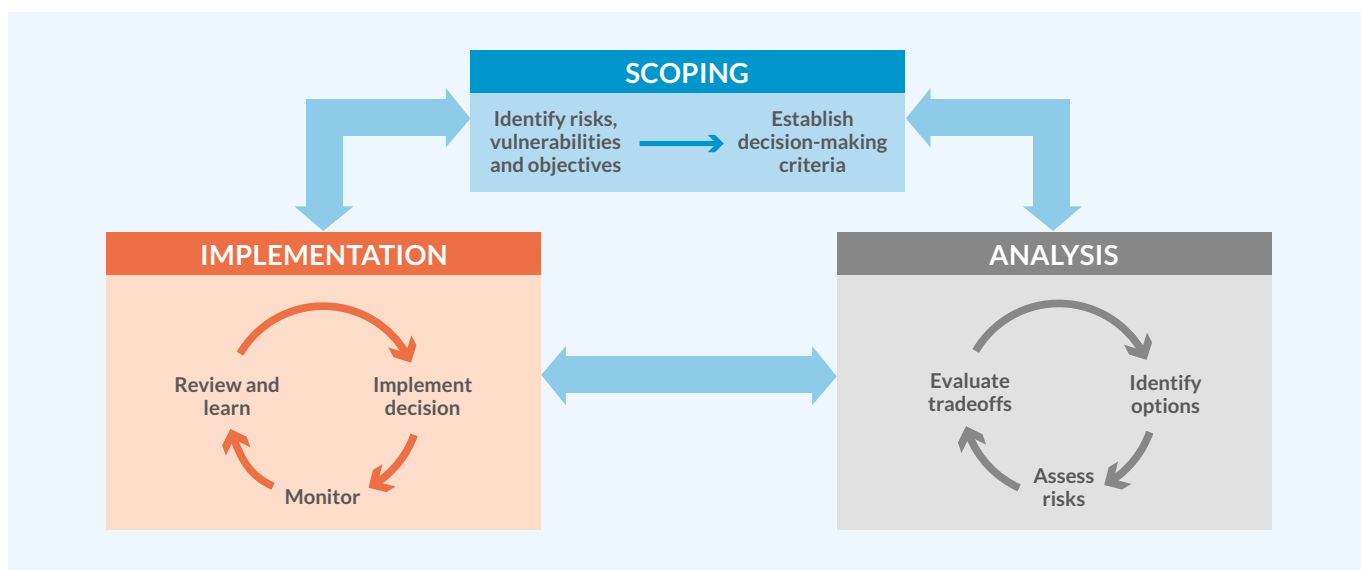 SCOPING
Identify risks,
vulnerabilities
and objectives
Establish
decision-making
criteria
IMPLEMENTATION
Review and
learn
Implement
decision
Monitor
ANALYSIS
Evaluate
tradeoffs
Identify
options
Assess
risks